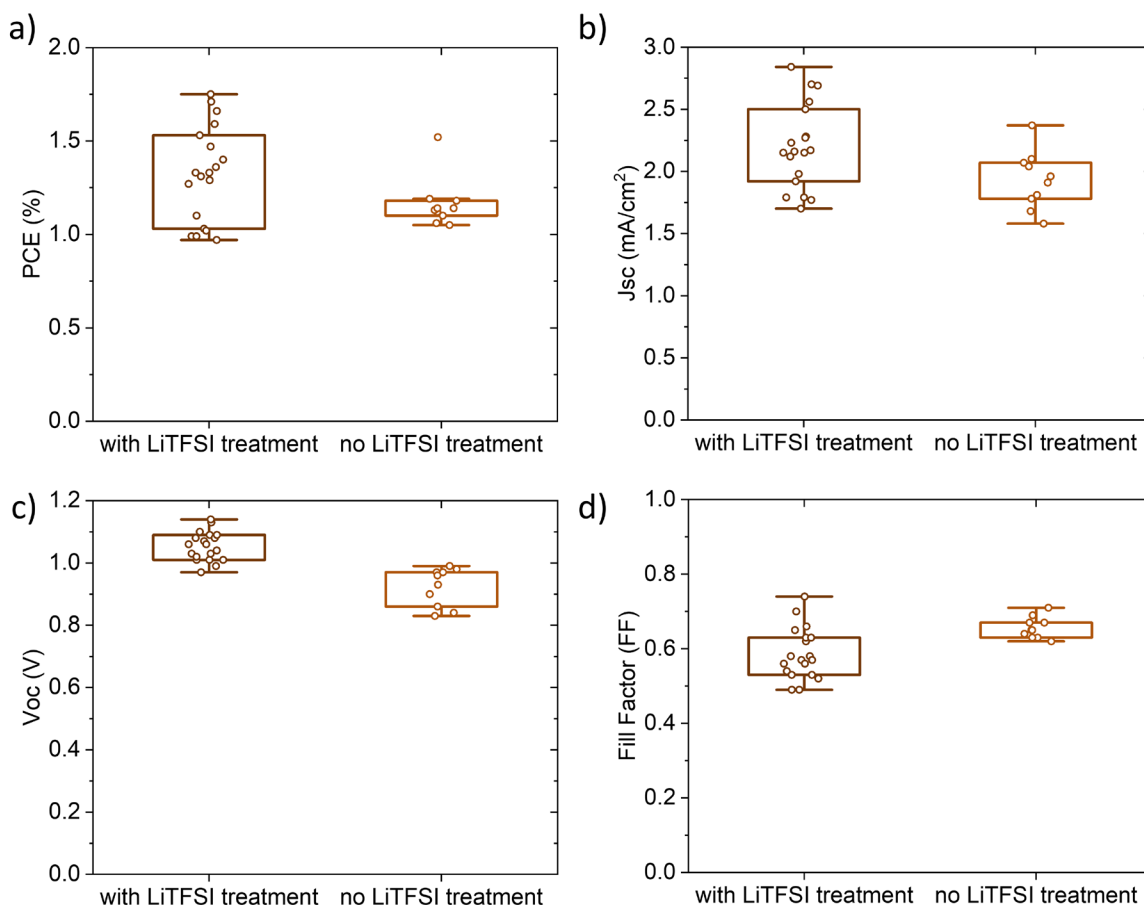 a)
2.0
1.5
1.0
0.5
0.0
PCE (%)
with LiTFSI treatment
no LiTFSI treatment
b)
3.0
2.5
2.0
1.5
1.0
0.5
0.0
Jsc (mA/cm²)
with LiTFSI treatment
no LiTFSI treatment
c)
1.2
1.0
0.8
0.6
0.4
0.2
0.0
Voc (V)
with LiTFSI treatment
no LiTFSI treatment
d)
1.0
0.8
0.6
0.4
0.2
0.0
Fill Factor (FF)
with LiTFSI treatment
no LiTFSI treatment